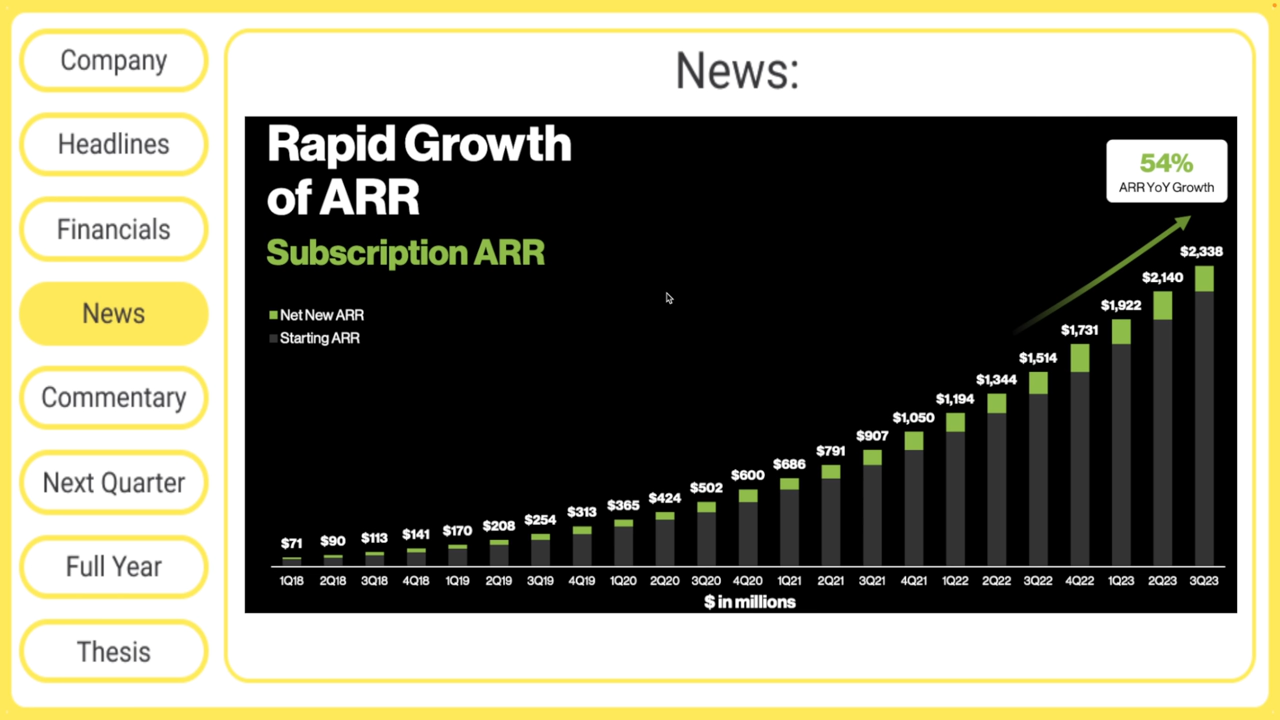 Company
Headlines
Financials
News
Commentary
Next Quarter
Full Year
Thesis
News:
Rapid Growth
of ARR
Subscription ARR
Net New ARR
Starting ARR
54%
ARR YoY Growth
$71 $90 $113 $141 $170 $208 $254 $313 $365 $424 $502 $600 $686 $791 $907 $1,050 $1,194 $1,344 $1,514 $1,731 $1,922 $2,140 $2,338
1Q18 2Q18 3Q18 4Q18 1Q19 2Q19 3Q19 4Q19 1Q20 2Q20 3Q20 4Q20 1Q21 2Q21 3Q21 4Q21 1Q22 2Q22 3Q22 4Q22 1Q23 2Q23 3Q23
$ in millions